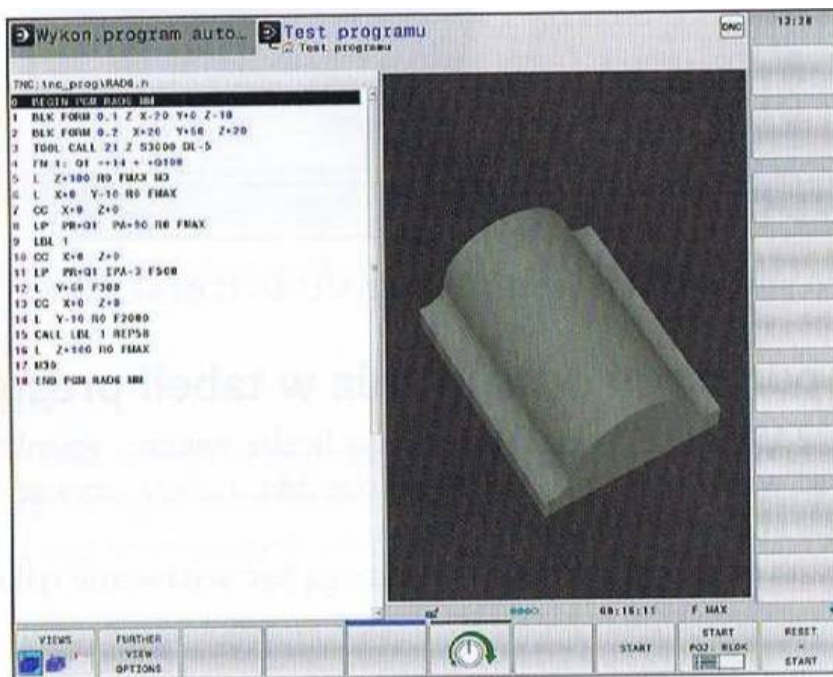 Wykon.program auto…
Test programu
Test programu
DNC
13:28
TNC:\nc_prog\RAD6.h
0 BEGIN PGM RAD6 MM
1 BLK FORM 0.1 Z X-20 Y+0 Z-10
2 BLK FORM 0.2 X+20 Y+60 Z+20
3 TOOL CALL 21 Z S3000 DL-5
4 FN 1: Q1 =+14 + +Q108
5 L Z+100 R0 FMAX M3
6 L X+0 Y-10 R0 FMAX
7 CC X+0 Z+0
8 LP PR+Q1 PA+90 R0 FMAX
9 LBL 1
10 CC X+0 Z+0
11 LP PR+Q1 IPA-3 F500
12 L Y+60 F300
13 CC X+0 Z+0
14 L Y-10 R0 F2000
15 CALL LBL 1 REP58
16 L Z+100 R0 FMAX
17 M30
18 END PGM RAD6 MM
is w tabeli
00:16:11 F MAX
VIEWS
FURTHER
VIEW
OPTIONS
START
START
POJ. BLOK
RESET
+
START